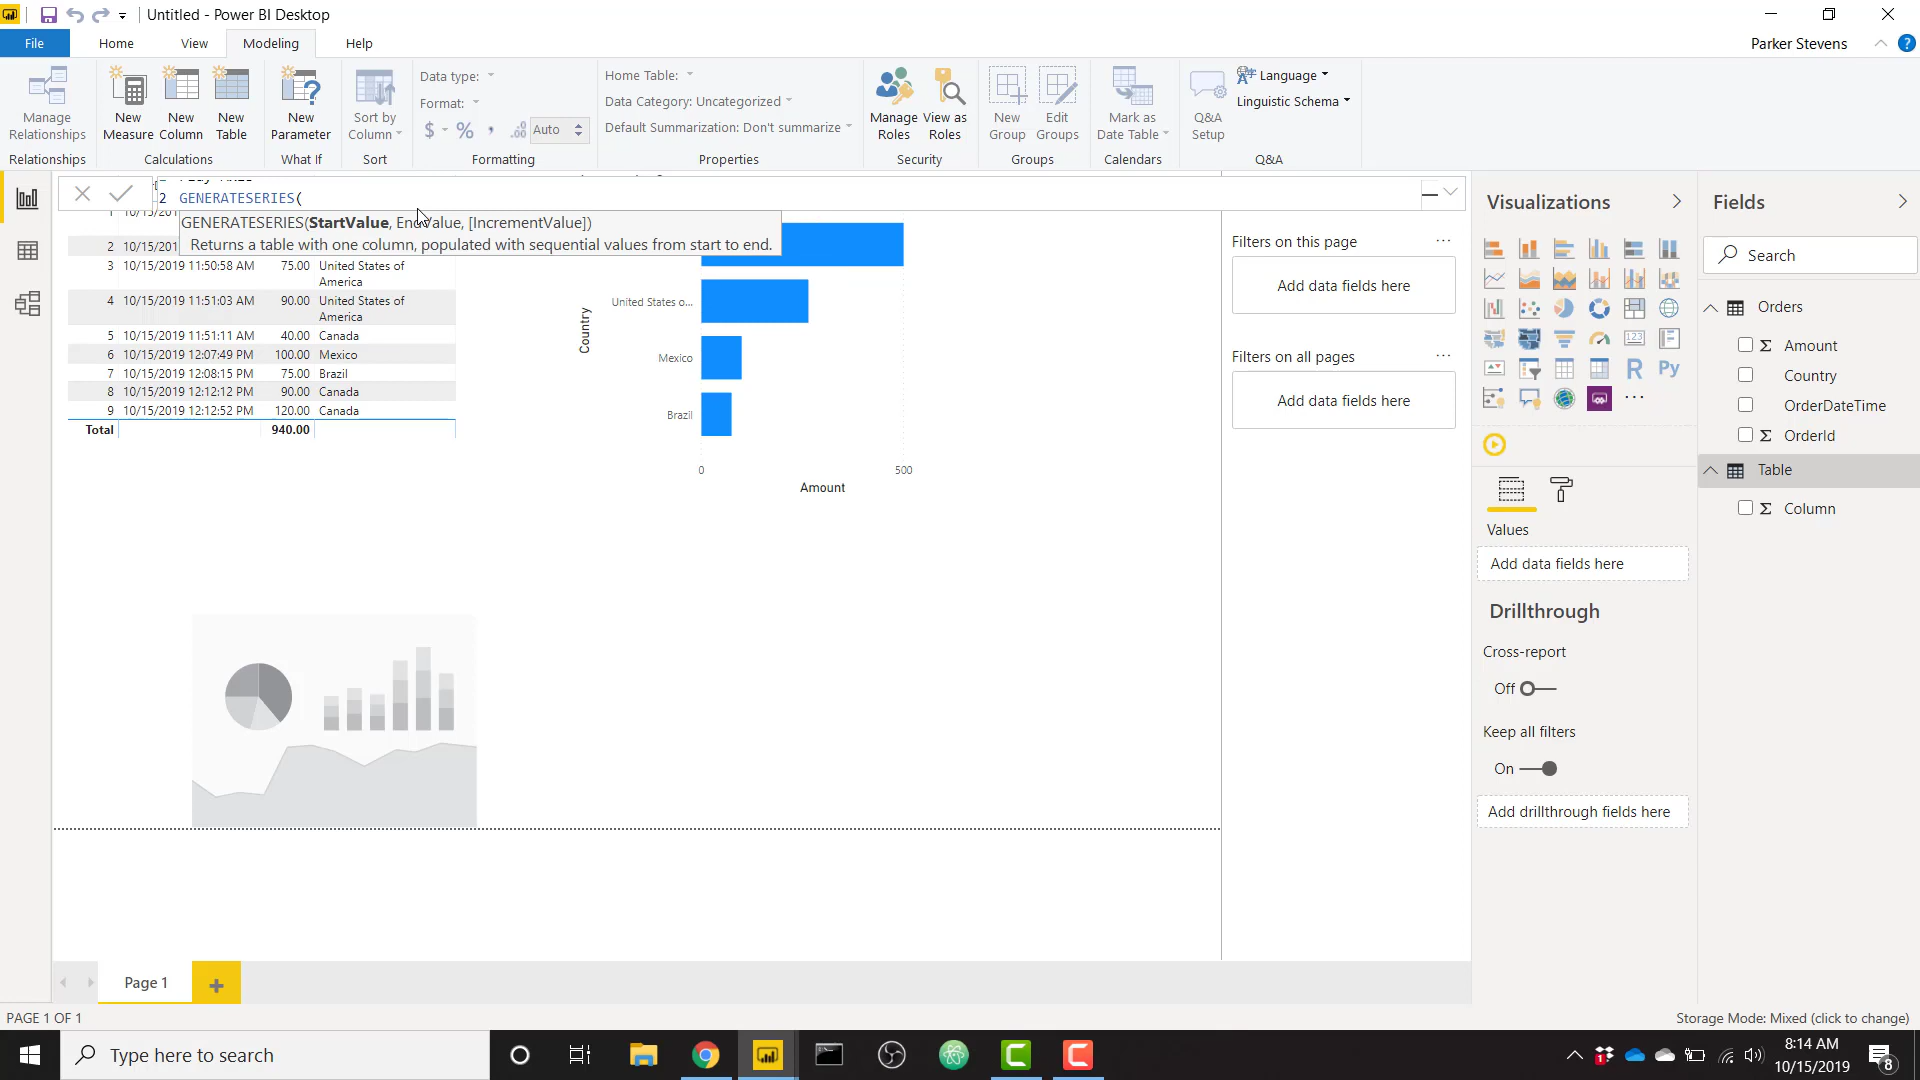 Untitled - Power BI Desktop
File Home View Modeling Help
Parker Stevens
Manage Relationships
New Measure
New Column
New Table
New Parameter
Sort by Column
Data type:
Format:
$ % , .00 Auto
Home Table:
Data Category: Uncategorized
Default Summarization: Don't summarize
Manage Roles
View as Roles
New Group
Edit Groups
Mark as Date Table
Q&A Setup
Language
Linguistic Schema
Relationships Calculations What If Sort Formatting Properties Security Groups Calendars Q&A
2 GENERATESERIES(
GENERATESERIES(StartValue, EndValue, [IncrementValue])
Returns a table with one column, populated with sequential values from start to end.
2 10/15/20
3 10/15/2019 11:50:58 AM 75.00 United States of America
4 10/15/2019 11:51:03 AM 90.00 United States of America
5 10/15/2019 11:51:11 AM 40.00 Canada
6 10/15/2019 12:07:49 PM 100.00 Mexico
7 10/15/2019 12:08:15 PM 75.00 Brazil
8 10/15/2019 12:12:12 PM 90.00 Canada
9 10/15/2019 12:12:52 PM 120.00 Canada
Total 940.00
Country
United States o...
Mexico
Brazil
0 500
Amount
Filters on this page ...
Add data fields here
Filters on all pages ...
Add data fields here
Visualizations
R Py
123
...
Values
Add data fields here
Drillthrough
Cross-report
Off
Keep all filters
On
Add drillthrough fields here
Fields
Search
Orders
Σ Amount
Country
OrderDateTime
Σ OrderId
Table
Σ Column
Page 1
+
PAGE 1 OF 1
Storage Mode: Mixed (click to change)
Type here to search
8:14 AM
10/15/2019
8